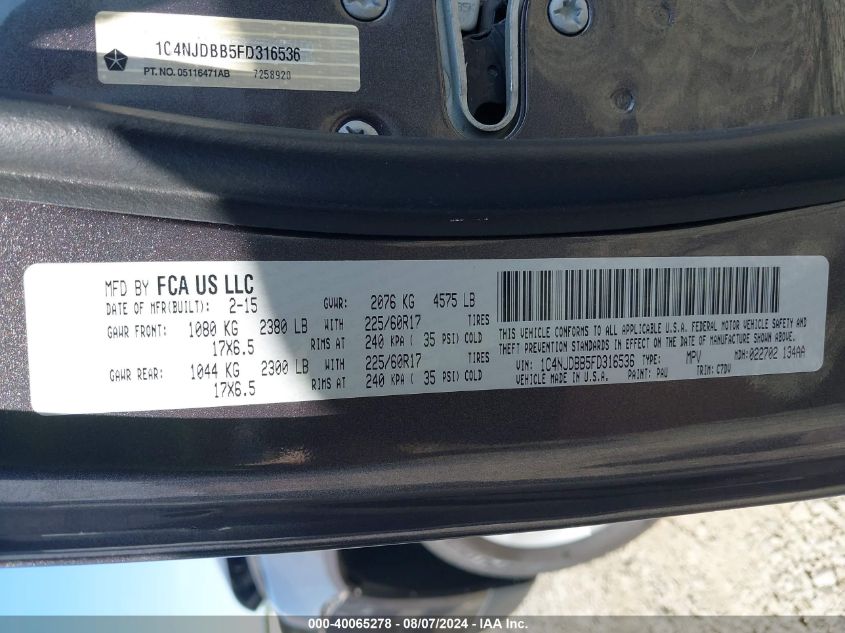 1C4NJDBB5FD316536
PT. NO. 05116471AB 7258920
MFD BY FCA US LLC
DATE OF MFR(BUILT): 2-15 GVWR: 2076 KG 4575 LB
GAWR FRONT: 1080 KG 2380 LB WITH 225/60R17 TIRES
17X6.5 RIMS AT 240 KPA ( 35 PSI) COLD
GAWR REAR: 1044 KG 2300 LB WITH 225/60R17 TIRES
17X6.5 RIMS AT 240 KPA ( 35 PSI) COLD
THIS VEHICLE CONFORMS TO ALL APPLICABLE U.S.A. FEDERAL MOTOR VEHICLE SAFETY AND
THEFT PREVENTION STANDARDS IN EFFECT ON THE DATE OF MANUFACTURE SHOWN ABOVE.
VIN: 1C4NJDBB5FD316536 TYPE: MPV MDH:022702 134AA
VEHICLE MADE IN U.S.A. PAINT: PAU TRIM: C7DV
000-40065278 - 08/07/2024 - IAA Inc.